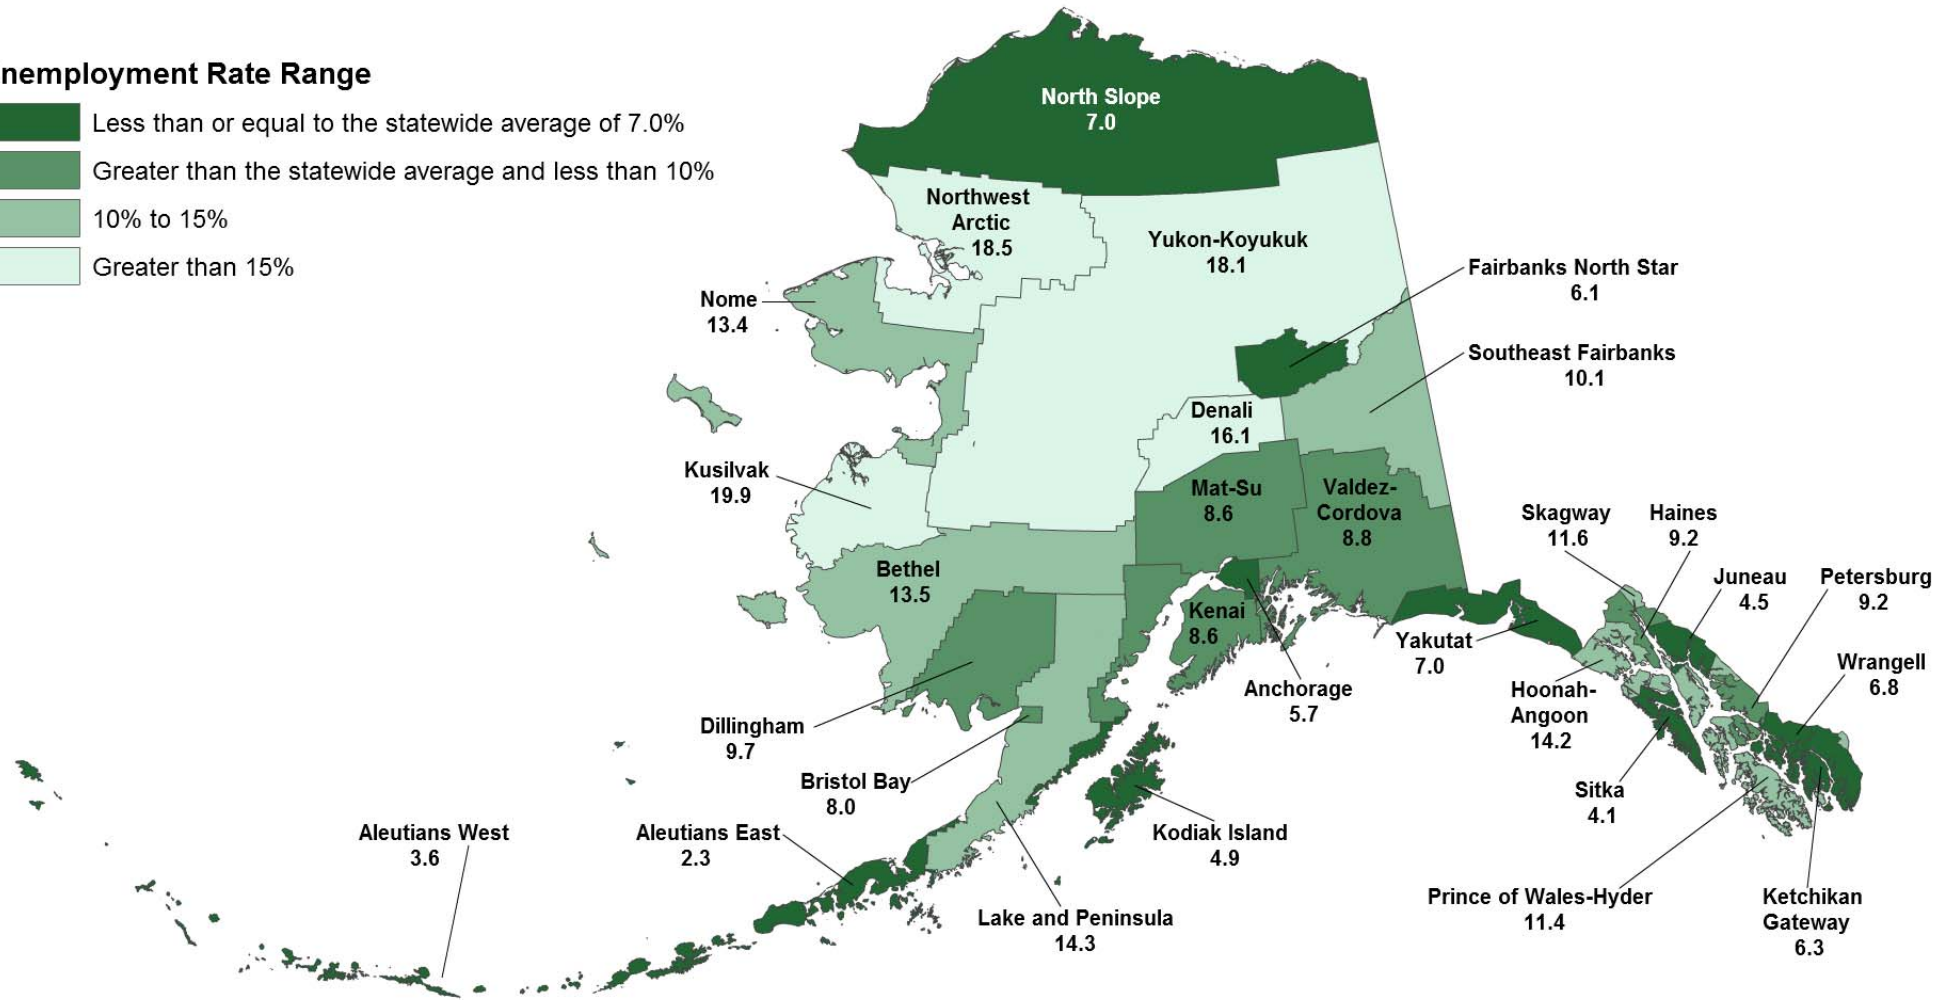 nemployment Rate Range
Less than or equal to the statewide average of 7.0%
Greater than the statewide average and less than 10%
10% to 15%
Greater than 15%
North Slope
7.0
Northwest
Arctic
18.5
Yukon-Koyukuk
18.1
Fairbanks North Star
6.1
Nome
13.4
Southeast Fairbanks
10.1
Denali
16.1
Kusilvak
19.9
Mat-Su
8.6
Valdez-
Cordova
8.8
Skagway
11.6
Haines
9.2
Bethel
13.5
Juneau
4.5
Petersburg
9.2
Kenai
8.6
Yakutat
7.0
Wrangell
6.8
Anchorage
5.7
Hoonah-
Angoon
14.2
Dillingham
9.7
Bristol Bay
8.0
Sitka
4.1
Aleutians West
3.6
Aleutians East
2.3
Kodiak Island
4.9
Lake and Peninsula
14.3
Prince of Wales-Hyder
11.4
Ketchikan
Gateway
6.3